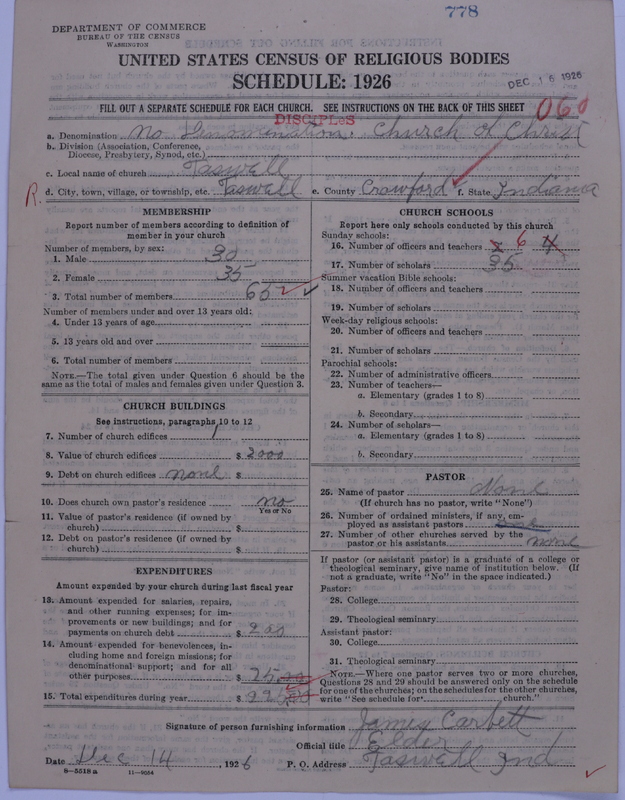 778
DEPARTMENT OF COMMERCE
BUREAU OF THE CENSUS
WASHINGTON
UNITED STATES CENSUS OF RELIGIOUS BODIES
SCHEDULE: 1926
DEC 16 1926
FILL OUT A SEPARATE SCHEDULE FOR EACH CHURCH. SEE INSTRUCTIONS ON THE BACK OF THIS SHEET
060
DISCIPLES
a. Denomination No Denomination. Church of Christ
b. Division (Association, Conference,
Diocese, Presbytery, Synod, etc.)
c. Local name of church Taswell
R. d. City, town, village, or township, etc. Taswell e. County Crawford f. State Indiana
MEMBERSHIP
Report number of members according to definition of
member in your church
Number of members, by sex:
1. Male 30
2. Female 35
3. Total number of members 65
Number of members under and over 13 years old:
4. Under 13 years of age
5. 13 years old and over
6. Total number of members
NOTE.—The total given under Question 6 should be the
same as the total of males and females given under Question 3.
CHURCH BUILDINGS
See instructions, paragraphs 10 to 12
7. Number of church edifices 1
8. Value of church edifices $ 2000
9. Debt on church edifices none $
10. Does church own pastor's residence no
Yes or No
11. Value of pastor's residence (if owned by
church) $
12. Debt on pastor's residence (if owned by
church) $
EXPENDITURES
Amount expended by your church during last fiscal year
13. Amount expended for salaries, repairs,
and other running expenses; for im-
provements or new buildings; and for
payments on church debt $ 200
14. Amount expended for benevolences, in-
cluding home and foreign missions; for
denominational support; and for all
other purposes $ 25.00
15. Total expenditures during year $ 225.00
CHURCH SCHOOLS
Report here only schools conducted by this church
Sunday schools:
16. Number of officers and teachers 6 4
17. Number of scholars 35
Summer vacation Bible schools:
18. Number of officers and teachers
19. Number of scholars
Week-day religious schools:
20. Number of officers and teachers
21. Number of scholars
Parochial schools:
22. Number of administrative officers
23. Number of teachers—
a. Elementary (grades 1 to 8)
b. Secondary
24. Number of scholars—
a. Elementary (grades 1 to 8)
b. Secondary
PASTOR
25. Name of pastor None
(If church has no pastor, write "None")
26. Number of ordained ministers, if any, em-
ployed as assistant pastors
27. Number of other churches served by the
pastor or his assistants none
If pastor (or assistant pastor) is a graduate of a college or
theological seminary, give name of institution below. (If
not a graduate, write "No" in the space indicated.)
Pastor:
28. College
29. Theological seminary
Assistant pastor:
30. College
31. Theological seminary
NOTE.—Where one pastor serves two or more churches,
Questions 28 and 29 should be answered only on the schedule
for one of the churches; on the schedules for the other churches,
write "See schedule for church."
Signature of person furnishing information James Carbett
Official title Elder
Date Dec 14, 1926 P. O. Address Taswell Ind
8—5518a 11—9054